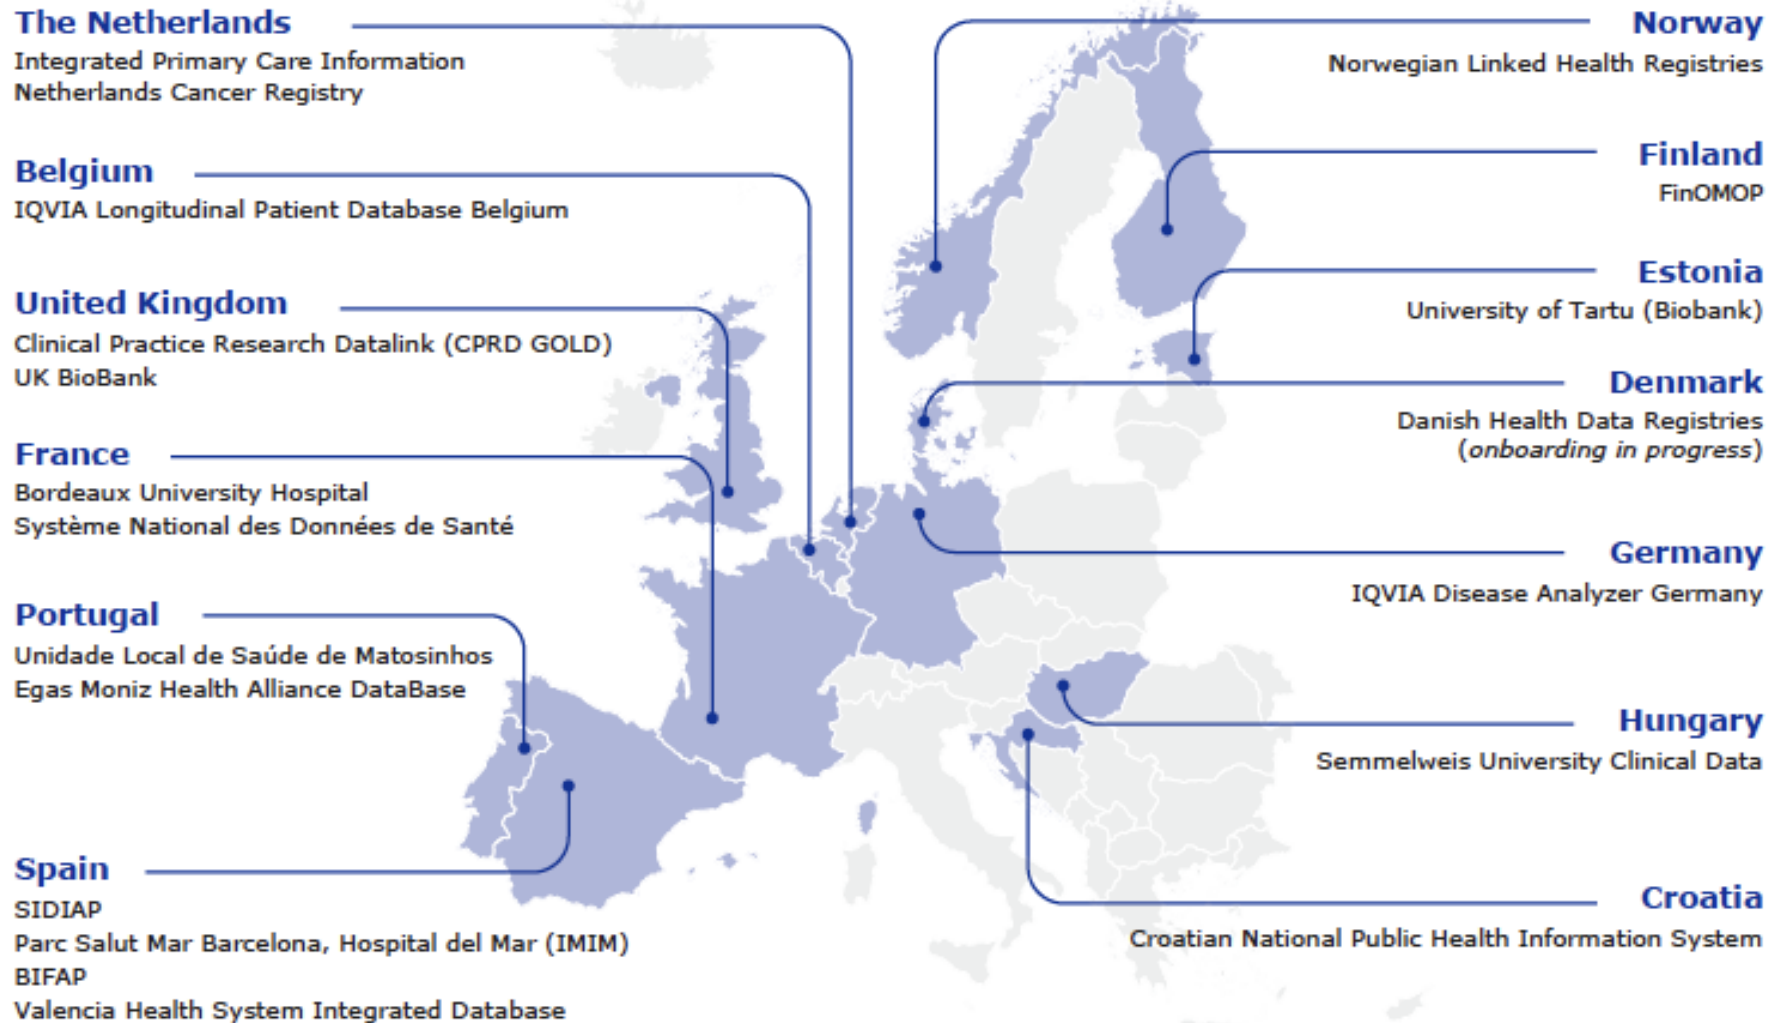 The Netherlands
Integrated Primary Care Information
Netherlands Cancer Registry
Belgium
IQVIA Longitudinal Patient Database Belgium
United Kingdom
Clinical Practice Research Datalink (CPRD GOLD)
UK BioBank
France
Bordeaux University Hospital
Système National des Données de Santé
Portugal
Unidade Local de Saúde de Matosinhos
Egas Moniz Health Alliance DataBase
Spain
SIDIAP
Parc Salut Mar Barcelona, Hospital del Mar (IMIM)
BIFAP
Valencia Health System Integrated Database
Norway
Norwegian Linked Health Registries
Finland
FinOMOP
Estonia
University of Tartu (Biobank)
Denmark
Danish Health Data Registries
(onboarding in progress)
Germany
IQVIA Disease Analyzer Germany
Hungary
Semmelweis University Clinical Data
Croatia
Croatian National Public Health Information System